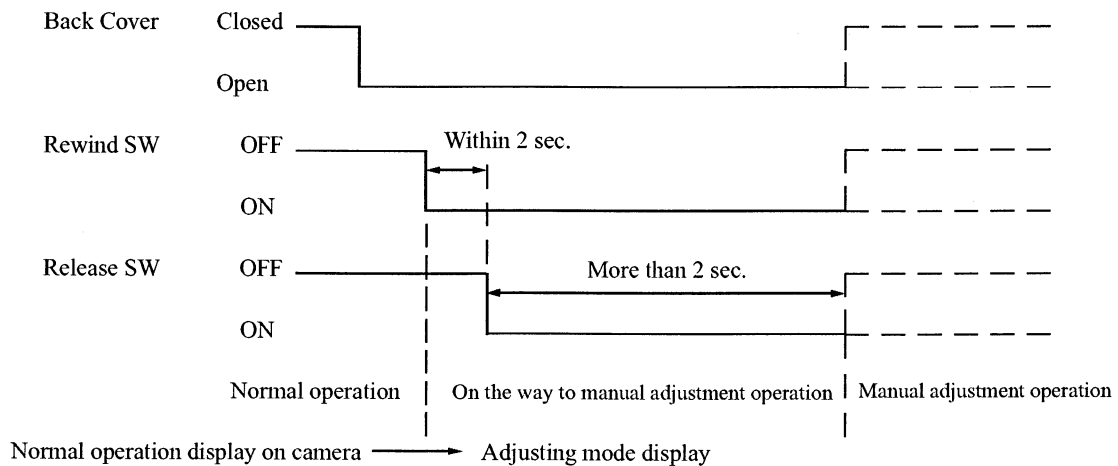 Back Cover Closed
Open
Within 2 sec.
Rewind SW OFF
ON
Release SW OFF
More than 2 sec.
ON
Normal operation On the way to manual adjustment operation Manual adjustment operation
Normal operation display on camera Adjusting mode display